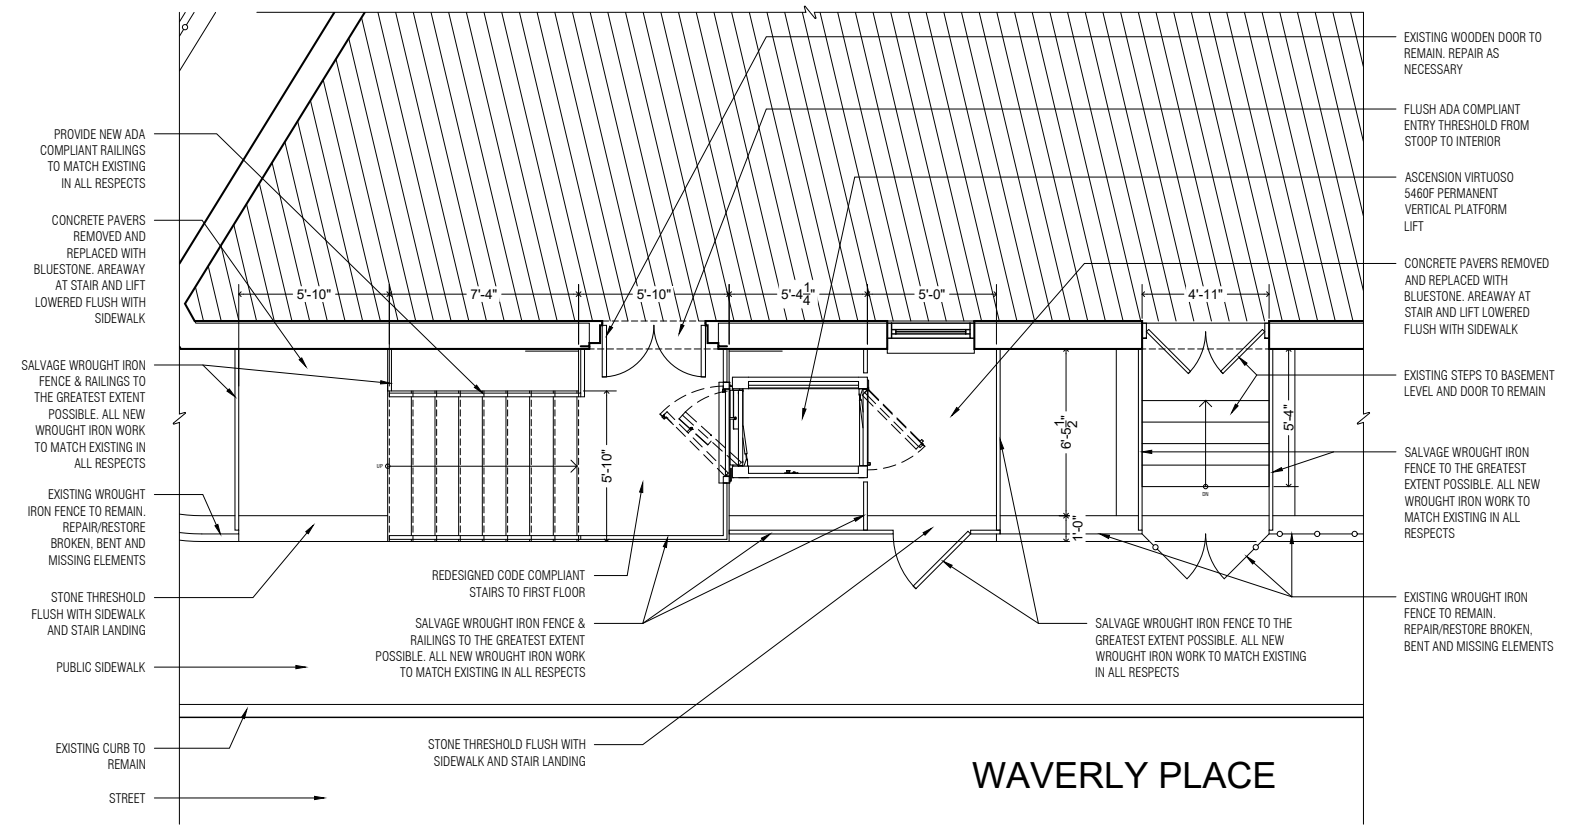 PROVIDE NEW ADA
COMPLIANT RAILINGS
TO MATCH EXISTING
IN ALL RESPECTS
CONCRETE PAVERS
REMOVED AND
REPLACED WITH
BLUESTONE. AREAWAY
AT STAIR AND LIFT
LOWERED FLUSH WITH
SIDEWALK
SALVAGE WROUGHT IRON
FENCE & RAILINGS TO
THE GREATEST EXTENT
POSSIBLE. ALL NEW
WROUGHT IRON WORK
TO MATCH EXISTING IN
ALL RESPECTS
EXISTING WROUGHT
IRON FENCE TO REMAIN.
REPAIR/RESTORE
BROKEN, BENT AND
MISSING ELEMENTS
STONE THRESHOLD
FLUSH WITH SIDEWALK
AND STAIR LANDING
PUBLIC SIDEWALK
EXISTING CURB TO
REMAIN
STREET
5'-10"
7'-4"
5'-10"
5'-4 1/4"
5'-0"
4'-11"
UP
5'-10"
6'-5 1/2"
1'-0"
5'-4"
DN
REDESIGNED CODE COMPLIANT
STAIRS TO FIRST FLOOR
SALVAGE WROUGHT IRON FENCE &
RAILINGS TO THE GREATEST EXTENT
POSSIBLE. ALL NEW WROUGHT IRON WORK
TO MATCH EXISTING IN ALL RESPECTS
STONE THRESHOLD FLUSH WITH
SIDEWALK AND STAIR LANDING
SALVAGE WROUGHT IRON FENCE TO THE
GREATEST EXTENT POSSIBLE. ALL NEW
WROUGHT IRON WORK TO MATCH EXISTING
IN ALL RESPECTS
WAVERLY PLACE
EXISTING WOODEN DOOR TO
REMAIN. REPAIR AS
NECESSARY
FLUSH ADA COMPLIANT
ENTRY THRESHOLD FROM
STOOP TO INTERIOR
ASCENSION VIRTUOSO
5460F PERMANENT
VERTICAL PLATFORM
LIFT
CONCRETE PAVERS REMOVED
AND REPLACED WITH
BLUESTONE. AREAWAY AT
STAIR AND LIFT LOWERED
FLUSH WITH SIDEWALK
EXISTING STEPS TO BASEMENT
LEVEL AND DOOR TO REMAIN
SALVAGE WROUGHT IRON
FENCE TO THE GREATEST
EXTENT POSSIBLE. ALL NEW
WROUGHT IRON WORK TO
MATCH EXISTING IN ALL
RESPECTS
EXISTING WROUGHT IRON
FENCE TO REMAIN.
REPAIR/RESTORE BROKEN,
BENT AND MISSING ELEMENTS